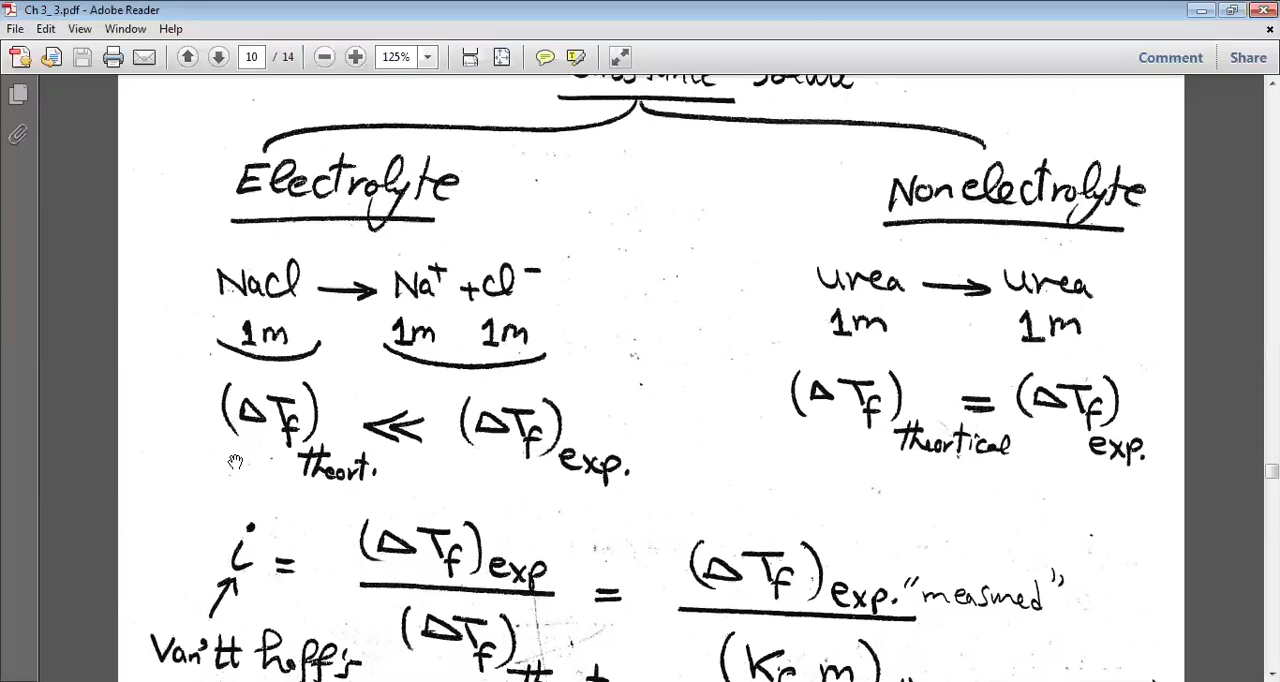 Ch 3_3.pdf - Adobe Reader
File Edit View Window Help
10 / 14 125% Comment Share
Electrolyte Nonelectrolyte
NaCl → Na⁺ + Cl⁻ urea → urea
1m 1m 1m 1m 1m
(ΔTf)theort. << (ΔTf)exp. (ΔTf)theortical = (ΔTf)exp.
i = (ΔTf)exp = (ΔTf)exp. "measured"
Van'tt hoff's (ΔTf) (Kf m)